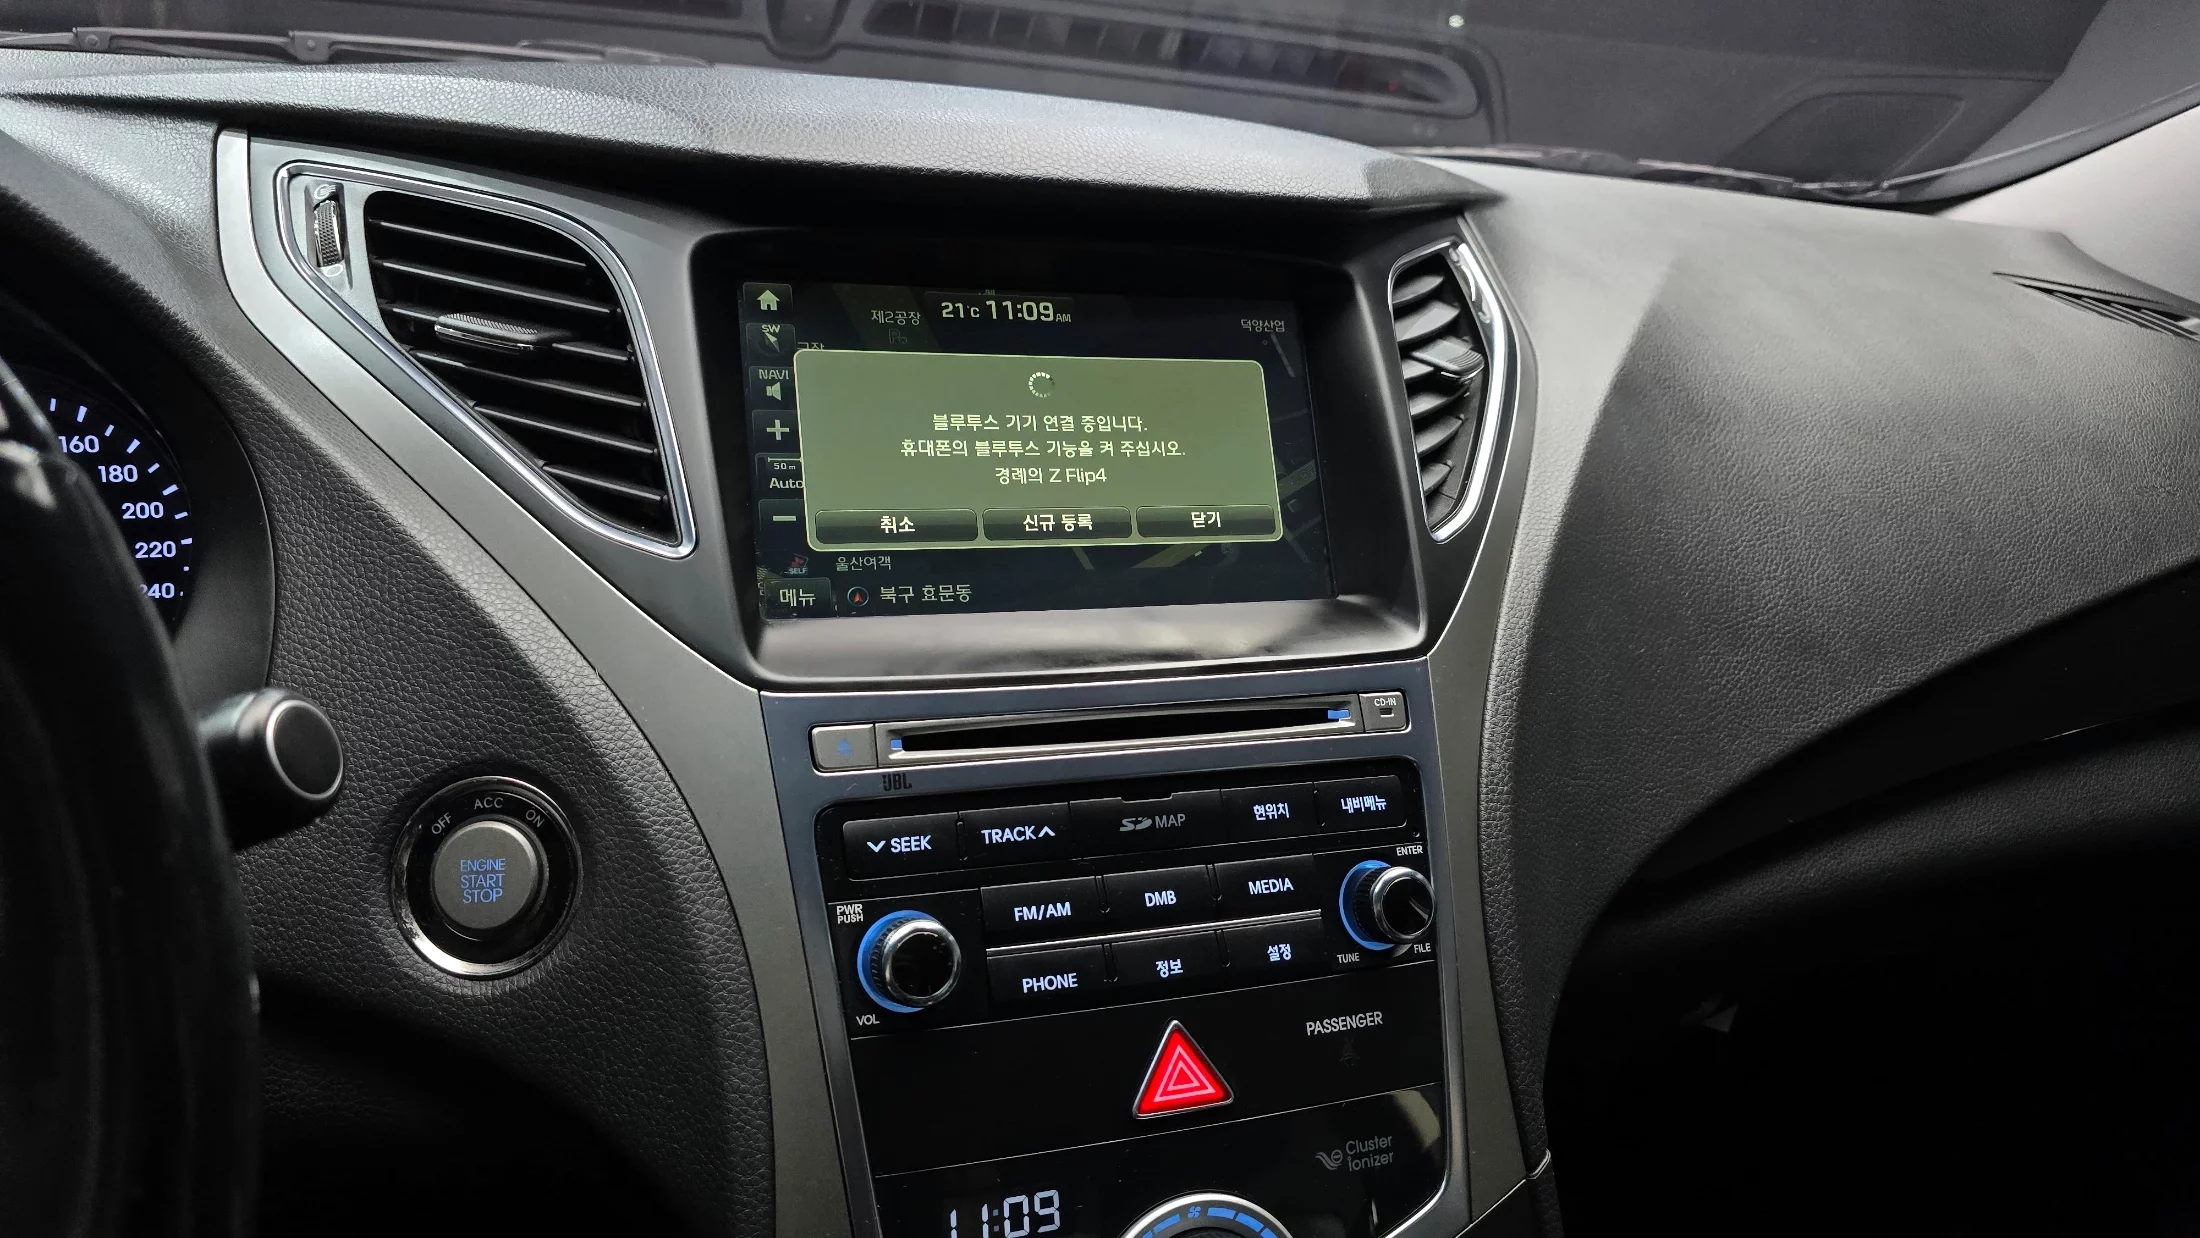 제2공장
21°c 11:09 AM
덕양산업
SW
NAVI
블루투스 기기 연결 중입니다.
휴대폰의 블루투스 기능을 켜 주십시오.
경례의 Z Flip4
취소
신규 등록
닫기
50m
Auto
SELF
울산여객
메뉴
북구 효문동
160
180
200
220
240
CD-IN
JBL
SEEK
TRACK
SD MAP
현위치
내비메뉴
OFF ACC ON
ENGINE
START
STOP
PWR
PUSH
VOL
FM/AM
DMB
MEDIA
PHONE
정보
설정
ENTER
TUNE
FILE
PASSENGER
Cluster
ionizer
11:09